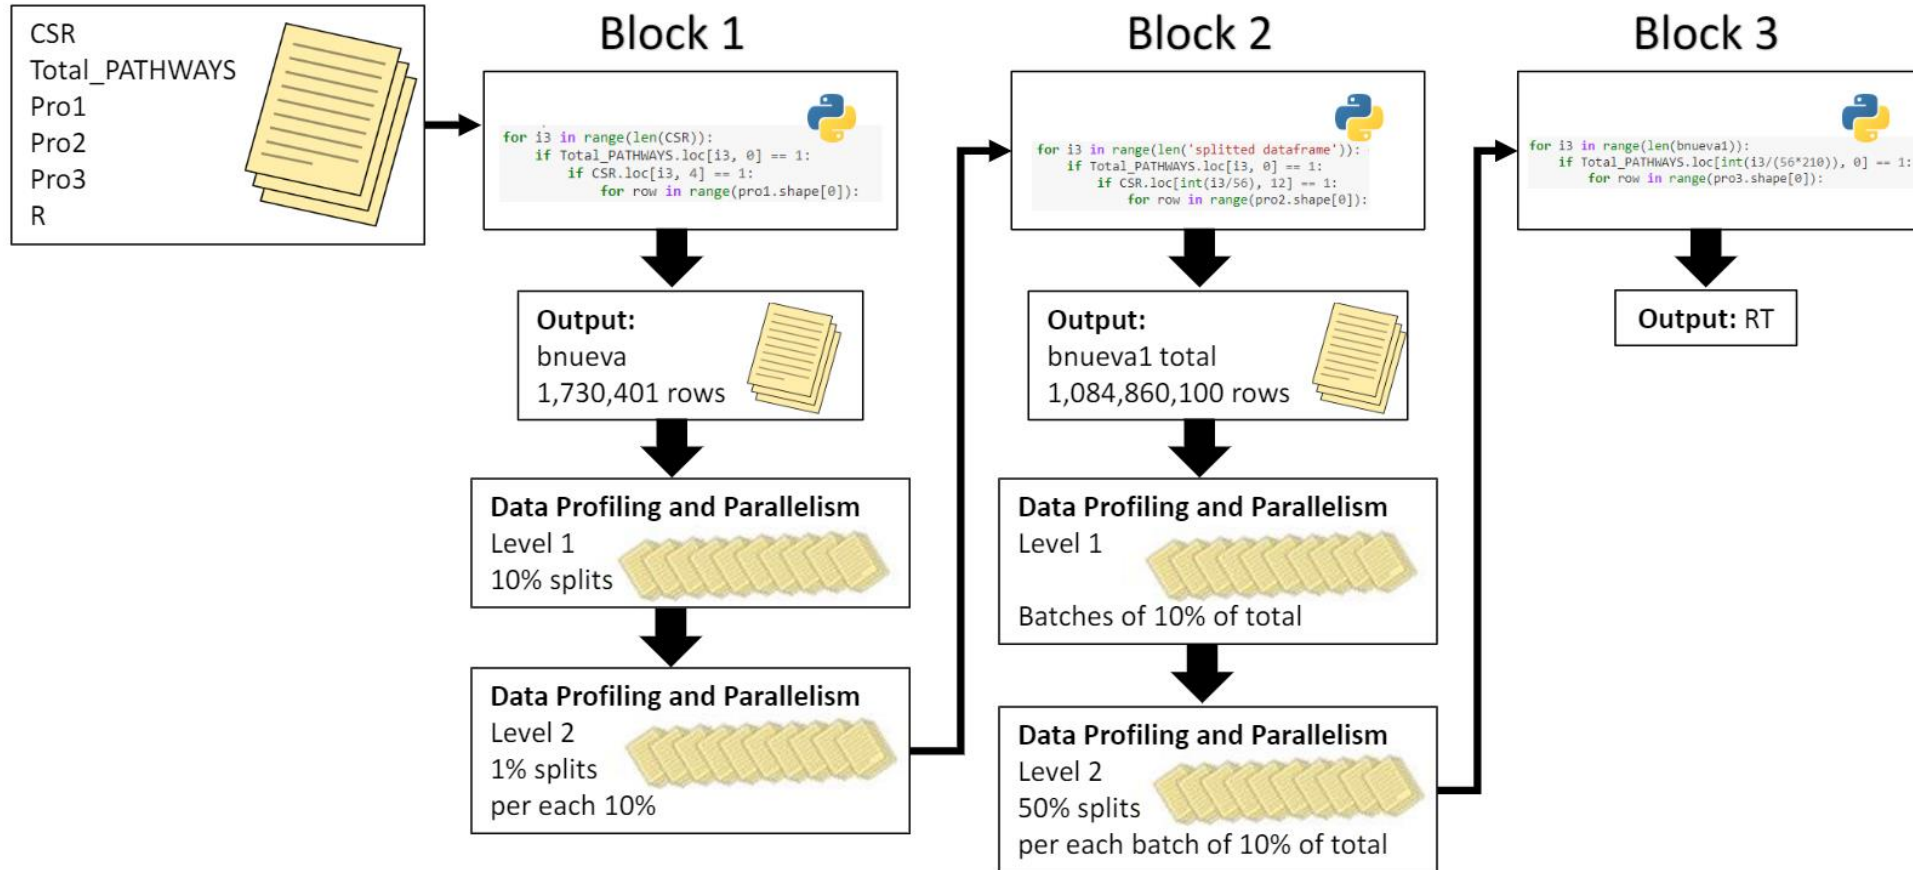 CSR
Total_PATHWAYS
Pro1
Pro2
Pro3
R
Block 1
for i3 in range(len(CSR)):
if Total_PATHWAYS.loc[i3, 0] == 1:
if CSR.loc[i3, 4] == 1:
for row in range(pro1.shape[0]):
Output:
bnueva
1,730,401 rows
Data Profiling and Parallelism
Level 1
10% splits
Data Profiling and Parallelism
Level 2
1% splits
per each 10%
Block 2
for i3 in range(len('splitted dataframe')):
if Total_PATHWAYS.loc[i3, 0] == 1:
if CSR.loc[int(i3/56), 12] == 1:
for row in range(pro2.shape[0]):
Output:
bnueva1 total
1,084,860,100 rows
Data Profiling and Parallelism
Level 1
Batches of 10% of total
Data Profiling and Parallelism
Level 2
50% splits
per each batch of 10% of total
Block 3
for i3 in range(len(bnueva1)):
if Total_PATHWAYS.loc[int(i3/(56*210)), 0] == 1:
for row in range(pro3.shape[0]):
Output: RT